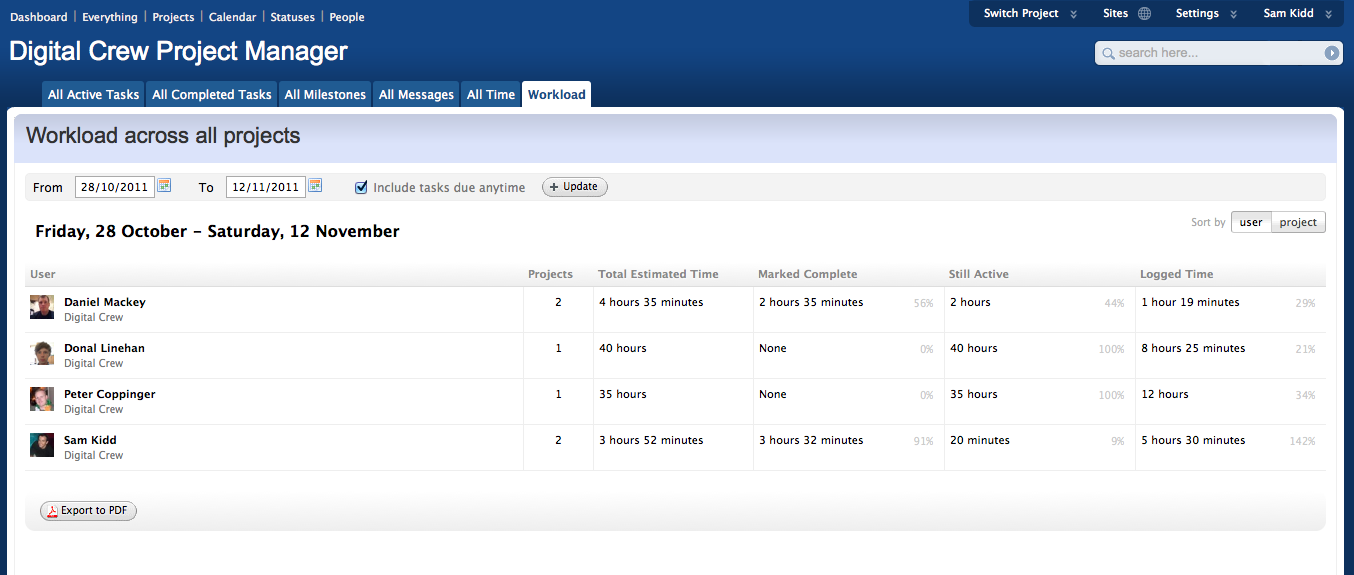 Dashboard | Everything | Projects | Calendar | Statuses | People
Switch Project Sites Settings Sam Kidd
Digital Crew Project Manager
search here...
All Active Tasks All Completed Tasks All Milestones All Messages All Time Workload
Workload across all projects
From 28/10/2011 To 12/11/2011 Include tasks due anytime + Update
Friday, 28 October - Saturday, 12 November
Sort by user project
User Projects Total Estimated Time Marked Complete Still Active Logged Time
Daniel Mackey 2 4 hours 35 minutes 2 hours 35 minutes 56% 2 hours 44% 1 hour 19 minutes 29%
Digital Crew
Donal Linehan 1 40 hours None 0% 40 hours 100% 8 hours 25 minutes 21%
Digital Crew
Peter Coppinger 1 35 hours None 0% 35 hours 100% 12 hours 34%
Digital Crew
Sam Kidd 2 3 hours 52 minutes 3 hours 32 minutes 91% 20 minutes 9% 5 hours 30 minutes 142%
Digital Crew
Export to PDF